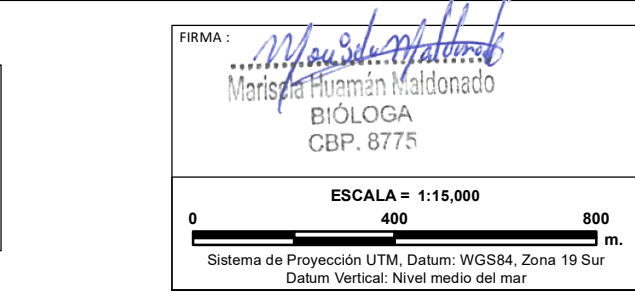 FIRMA :
Marisela Huamán Maldonado
BIÓLOGA
CBP. 8775
ESCALA = 1:15,000
0 400 800
m.
Sistema de Proyección UTM, Datum: WGS84, Zona 19 Sur
Datum Vertical: Nivel medio del mar